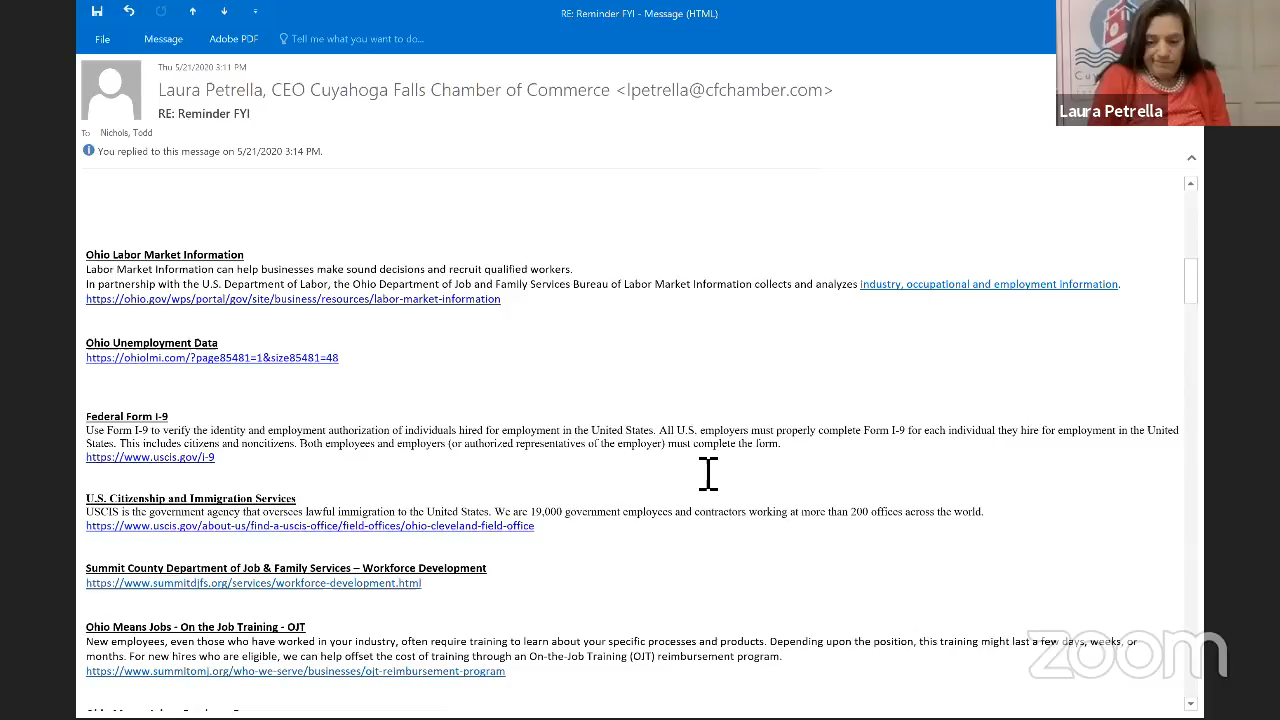 RE: Reminder FYI - Message (HTML)
File Message Adobe PDF Tell me what you want to do...
Thu 5/21/2020 3:11 PM
Laura Petrella, CEO Cuyahoga Falls Chamber of Commerce <lpetrella@cfchamber.com>
RE: Reminder FYI
To Nichols, Todd
You replied to this message on 5/21/2020 3:14 PM.
Laura Petrella
Ohio Labor Market Information
Labor Market Information can help businesses make sound decisions and recruit qualified workers.
In partnership with the U.S. Department of Labor, the Ohio Department of Job and Family Services Bureau of Labor Market Information collects and analyzes industry, occupational and employment information.
https://ohio.gov/wps/portal/gov/site/business/resources/labor-market-information
Ohio Unemployment Data
https://ohiolmi.com/?page85481=1&size85481=48
Federal Form I-9
Use Form I-9 to verify the identity and employment authorization of individuals hired for employment in the United States. All U.S. employers must properly complete Form I-9 for each individual they hire for employment in the United
States. This includes citizens and noncitizens. Both employees and employers (or authorized representatives of the employer) must complete the form.
https://www.uscis.gov/i-9
U.S. Citizenship and Immigration Services
USCIS is the government agency that oversees lawful immigration to the United States. We are 19,000 government employees and contractors working at more than 200 offices across the world.
https://www.uscis.gov/about-us/find-a-uscis-office/field-offices/ohio-cleveland-field-office
Summit County Department of Job & Family Services – Workforce Development
https://www.summitdjfs.org/services/workforce-development.html
Ohio Means Jobs - On the Job Training - OJT
New employees, even those who have worked in your industry, often require training to learn about your specific processes and products. Depending upon the position, this training might last a few days, weeks, or
months. For new hires who are eligible, we can help offset the cost of training through an On-the-Job Training (OJT) reimbursement program.
https://www.summitomj.org/who-we-serve/businesses/ojt-reimbursement-program
zoom